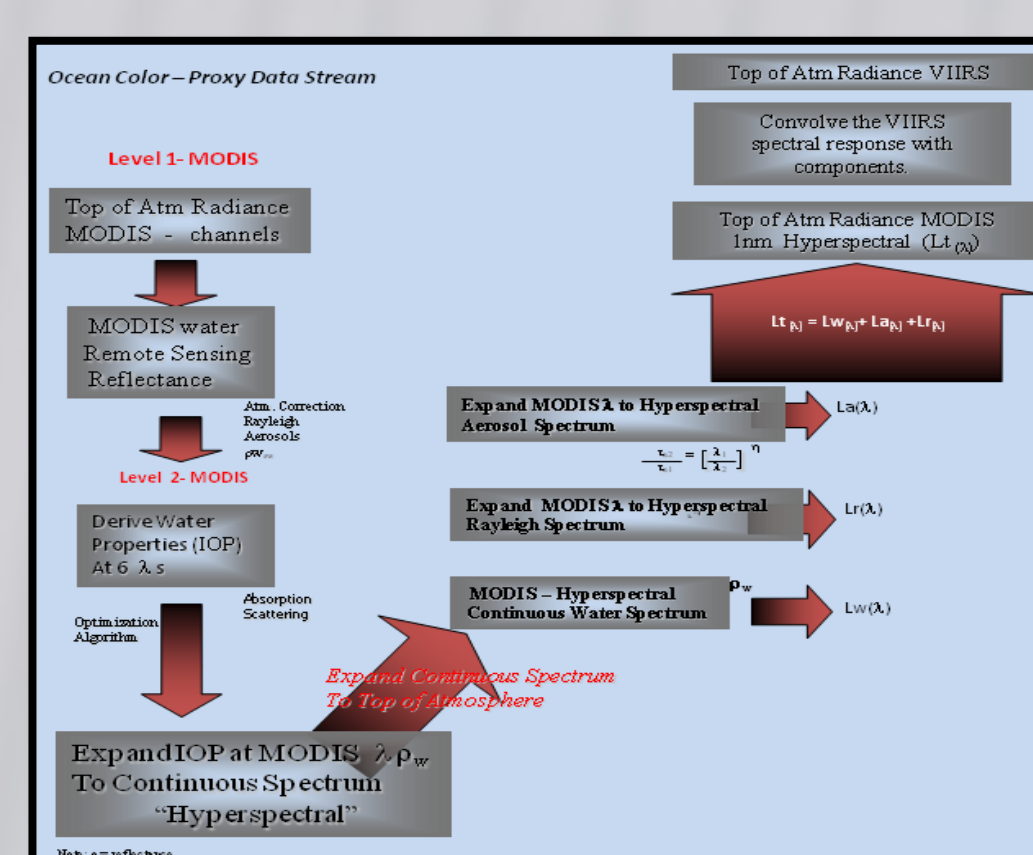 Ocean Color – Proxy Data Stream
Level 1- MODIS
Top of Atm Radiance
MODIS - channels
MODIS water
Remote Sensing
Reflectance
Atm. Correction
Rayleigh
Aerosols
ρw
Level 2- MODIS
Derive Water
Properties (IOP)
At 6 λ s
Absorption
Scattering
Optimization
Algorithm
Expand IOP at MODIS λ ρw
To Continuous Spectrum
“Hyperspectral”
Expand Continuous Spectrum
To Top of Atmosphere
MODIS – Hyperspectral
Continuous Water Spectrum
ρw
Lw(λ)
Expand MODIS λ to Hyperspectral
Rayleigh Spectrum
Lr(λ)
Expand MODIS λ to Hyperspectral
Aerosol Spectrum
La(λ)
= [λ1/λ2] η
Lt[λ] = Lw[λ]+ La[λ] +Lr[λ]
Top of Atm Radiance MODIS
1nm Hyperspectral (Lt (λ))
Convolve the VIIRS
spectral response with
components.
Top of Atm Radiance VIIRS